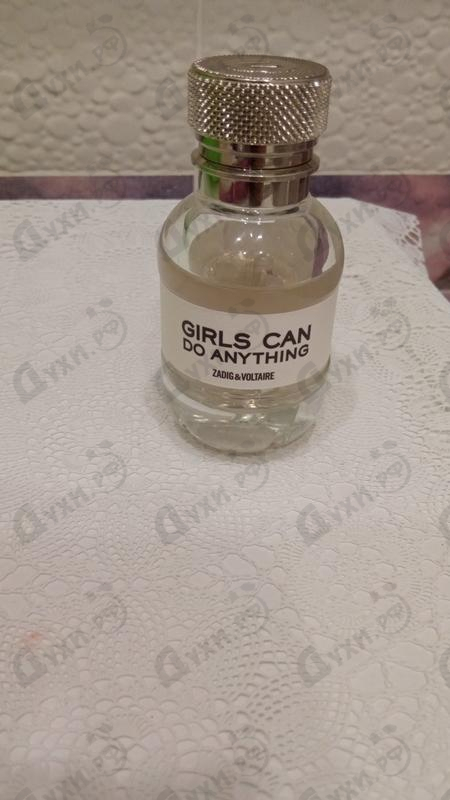 GIRLS CAN
DO ANYTHING
ZADIG & VOLTAIRE
Духи.РФ